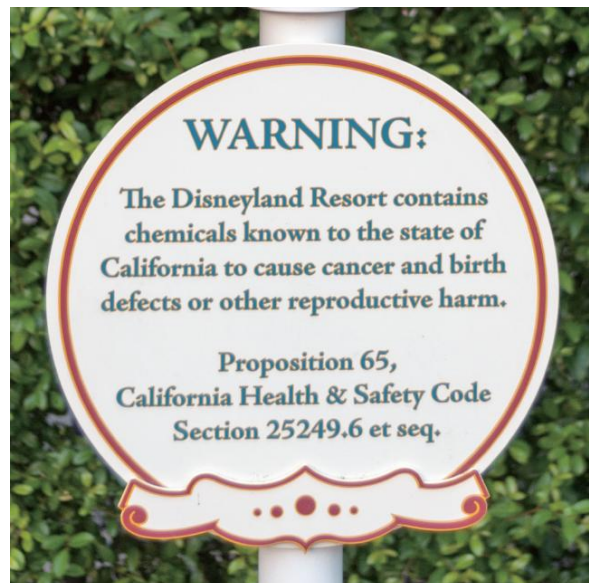 WARNING:
The Disneyland Resort contains
chemicals known to the state of
California to cause cancer and birth
defects or other reproductive harm.
Proposition 65,
California Health & Safety Code
Section 25249.6 et seq.